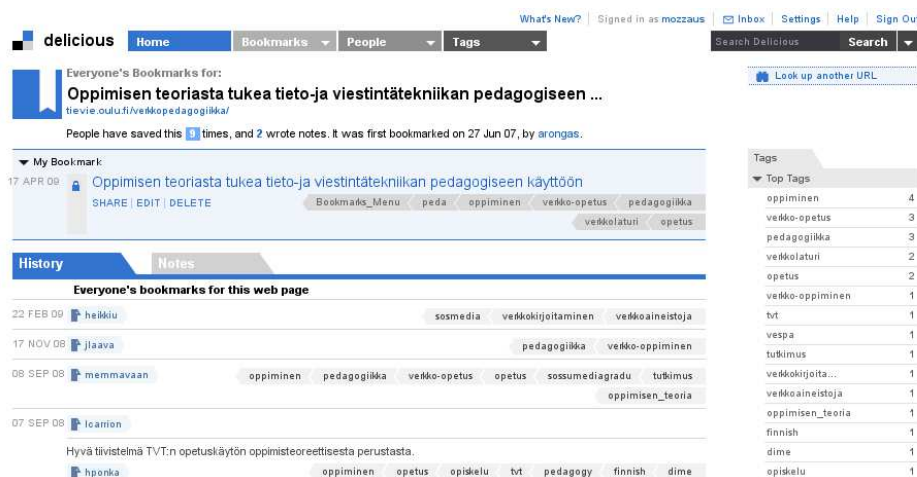 What's New? Signed in as mozzaus Inbox Settings Help Sign Out
delicious Home Bookmarks People Tags Search Delicious Search
Everyone's Bookmarks for:
Oppimisen teoriasta tukea tieto-ja viestintätekniikan pedagogiseen ...
tievie.oulu.fi/verkkopedagogiikka/
Look up another URL
People have saved this 9 times, and 2 wrote notes. It was first bookmarked on 27 Jun 07, by arongas.
My Bookmark
17 APR 09 Oppimisen teoriasta tukea tieto-ja viestintätekniikan pedagogiseen käyttöön
SHARE EDIT DELETE Bookmarks_Menu peda oppiminen verkko-opetus pedagogiikka
verkkolaturi opetus
History Notes
Everyone's bookmarks for this web page
22 FEB 09 heikkiu sosmedia verkkokirjoitaminen verkkoaineistoja
17 NOV 08 jlaava pedagogiikka verkko-oppiminen
08 SEP 08 memmavaan oppiminen pedagogiikka verkko-opetus opetus sossumediagradu tutkimus
oppimisen_teoria
07 SEP 08 lcarrion
Hyvä tiivistelmä TVT:n opetuskäytön oppimisteoreettisesta perustasta.
hponka oppiminen opetus opiskelu tvt pedagogy finnish dime
Tags
Top Tags
oppiminen 4
verkko-opetus 3
pedagogiikka 3
verkkolaturi 2
opetus 2
verkko-oppiminen 1
tvt 1
vespa 1
tutkimus 1
verkkokirjoita... 1
verkkoaineistoja 1
oppimisen_teoria 1
finnish 1
dime 1
opiskelu 1